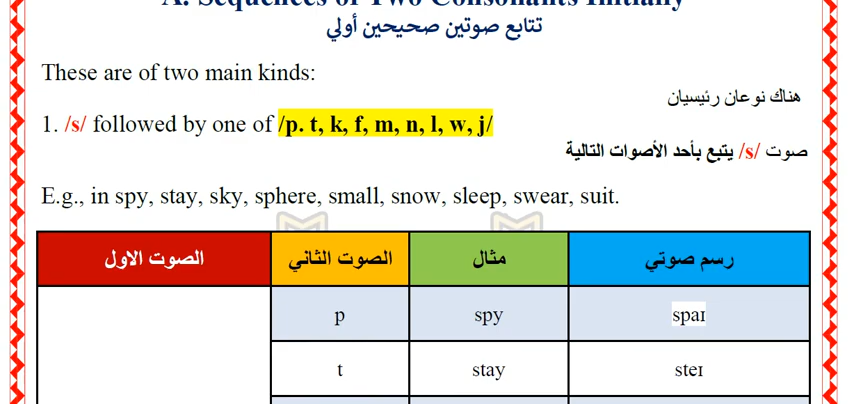 A. Sequences of Two Consonants Initially
تتابع صوتين صحيحين أولي
These are of two main kinds:
هناك نوعان رئيسيان
1. /s/ followed by one of /p. t, k, f, m, n, l, w, j/
صوت /s/ يتبع بأحد الأصوات التالية
E.g., in spy, stay, sky, sphere, small, snow, sleep, swear, suit.
الصوت الاول الصوت الثاني مثال رسم صوتي
p spy spaɪ
t stay steɪ